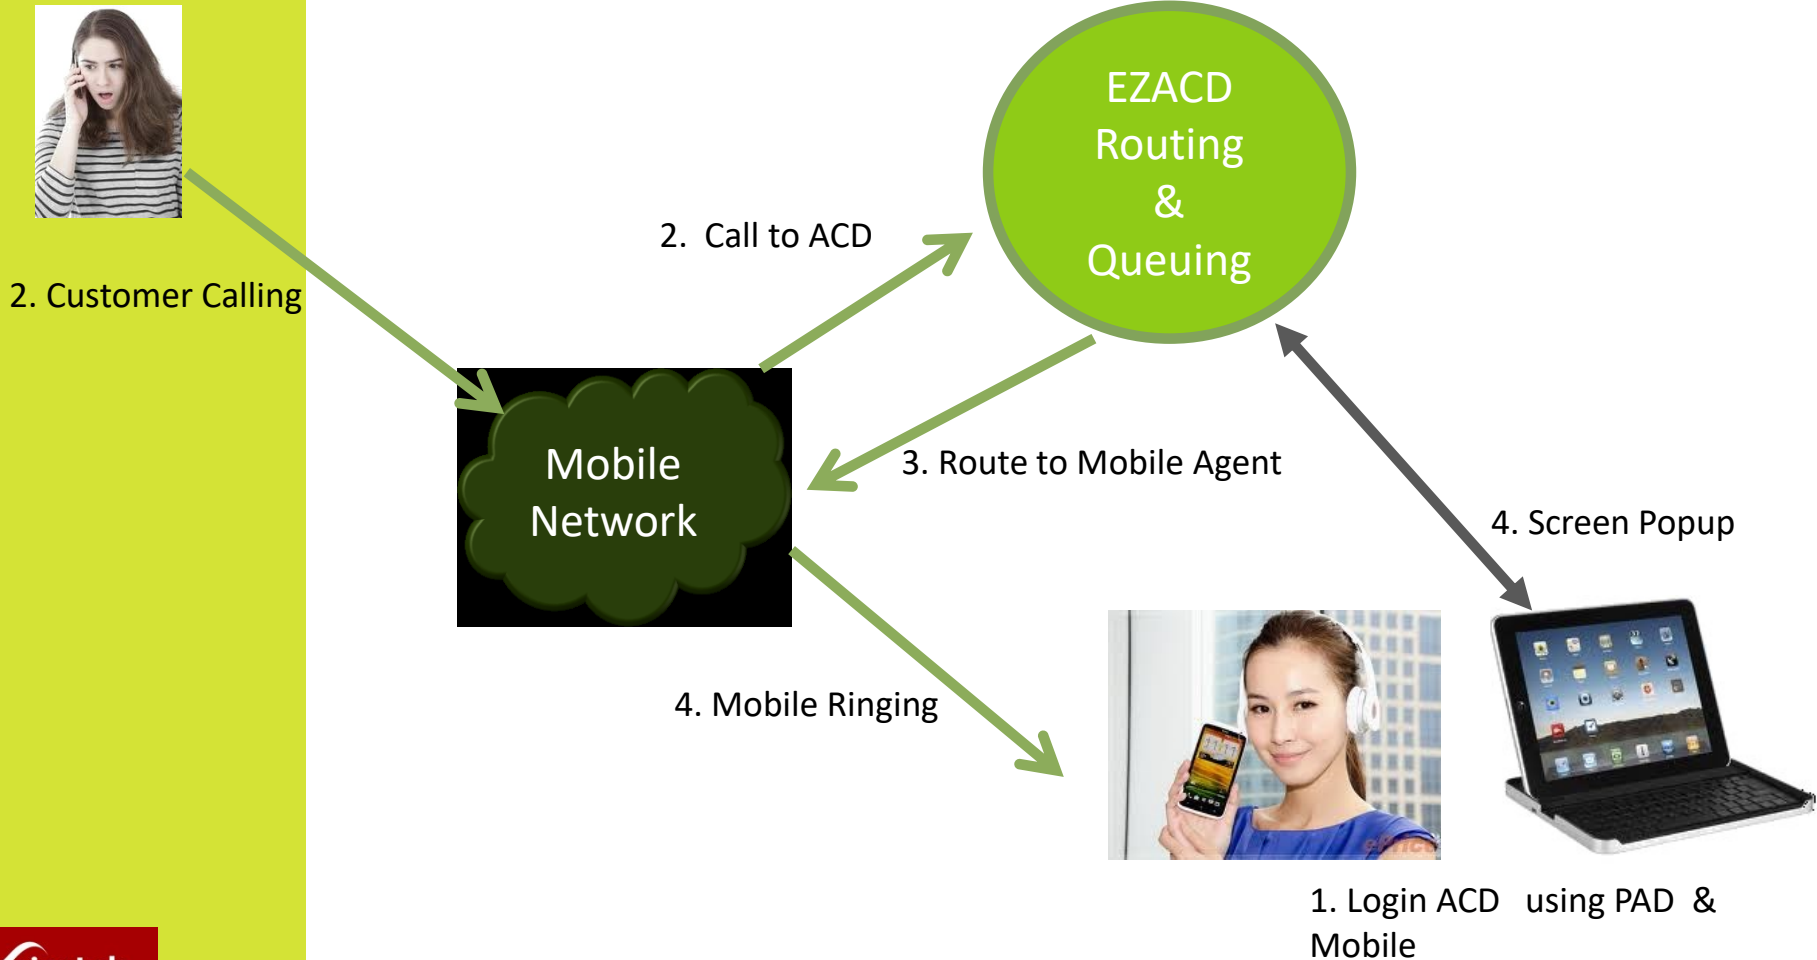 EZACD
Routing
&
Queuing
2. Call to ACD
2. Customer Calling
Mobile
Network
3. Route to Mobile Agent
4. Screen Popup
4. Mobile Ringing
1. Login ACD using PAD &
Mobile